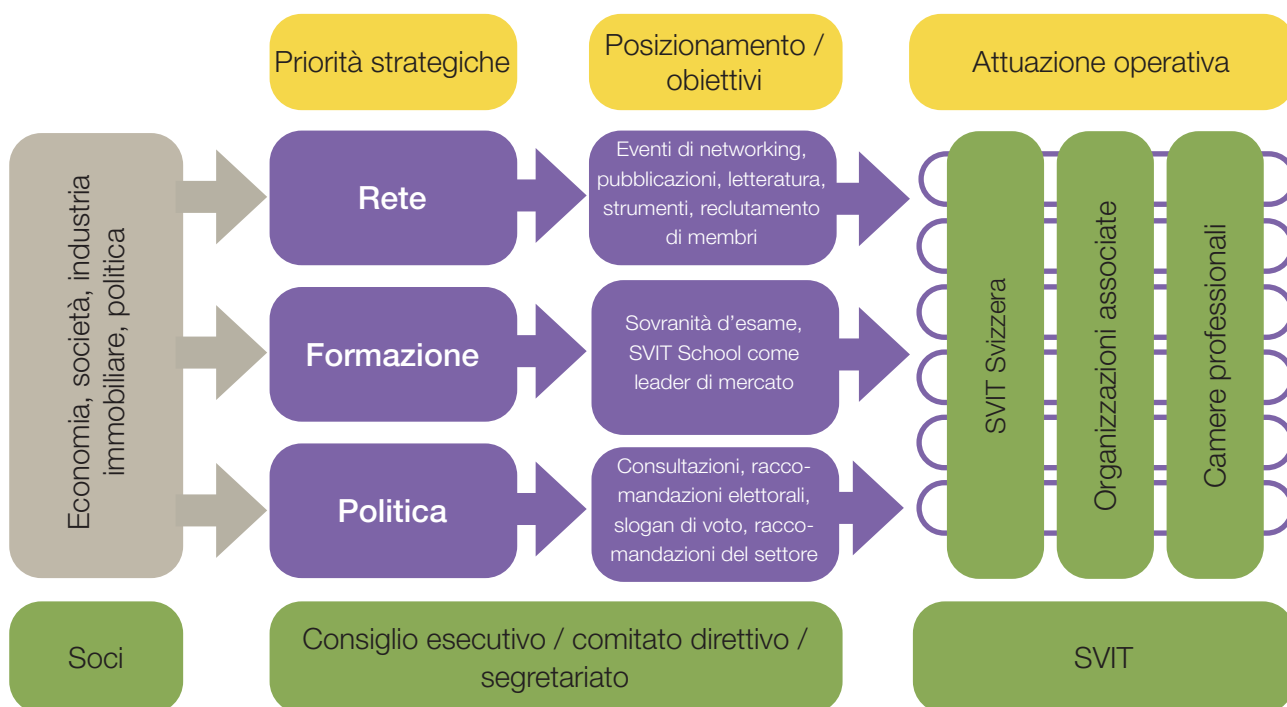 Priorità strategiche
Posizionamento /
obiettivi
Attuazione operativa
Economia, società, industria
immobiliare, politica
Rete
Eventi di networking,
pubblicazioni, letteratura,
strumenti, reclutamento
di membri
Formazione
Sovranità d'esame,
SVIT School come
leader di mercato
Politica
Consultazioni, racco-
mandazioni elettorali,
slogan di voto, racco-
mandazioni del settore
SVIT Svizzera
Organizzazioni associate
Camere professionali
Soci
Consiglio esecutivo / comitato direttivo /
segretariato
SVIT